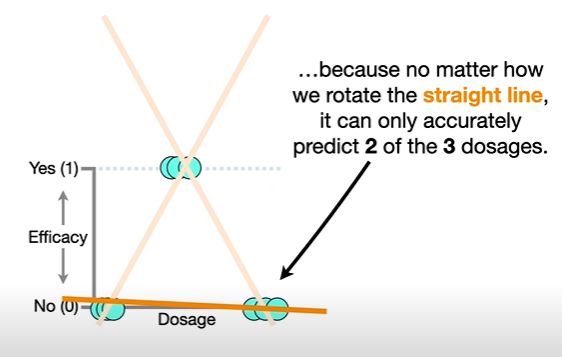 ...because no matter how
we rotate the straight line,
it can only accurately
predict 2 of the 3 dosages.
Yes (1)
Efficacy
No (0)
Dosage